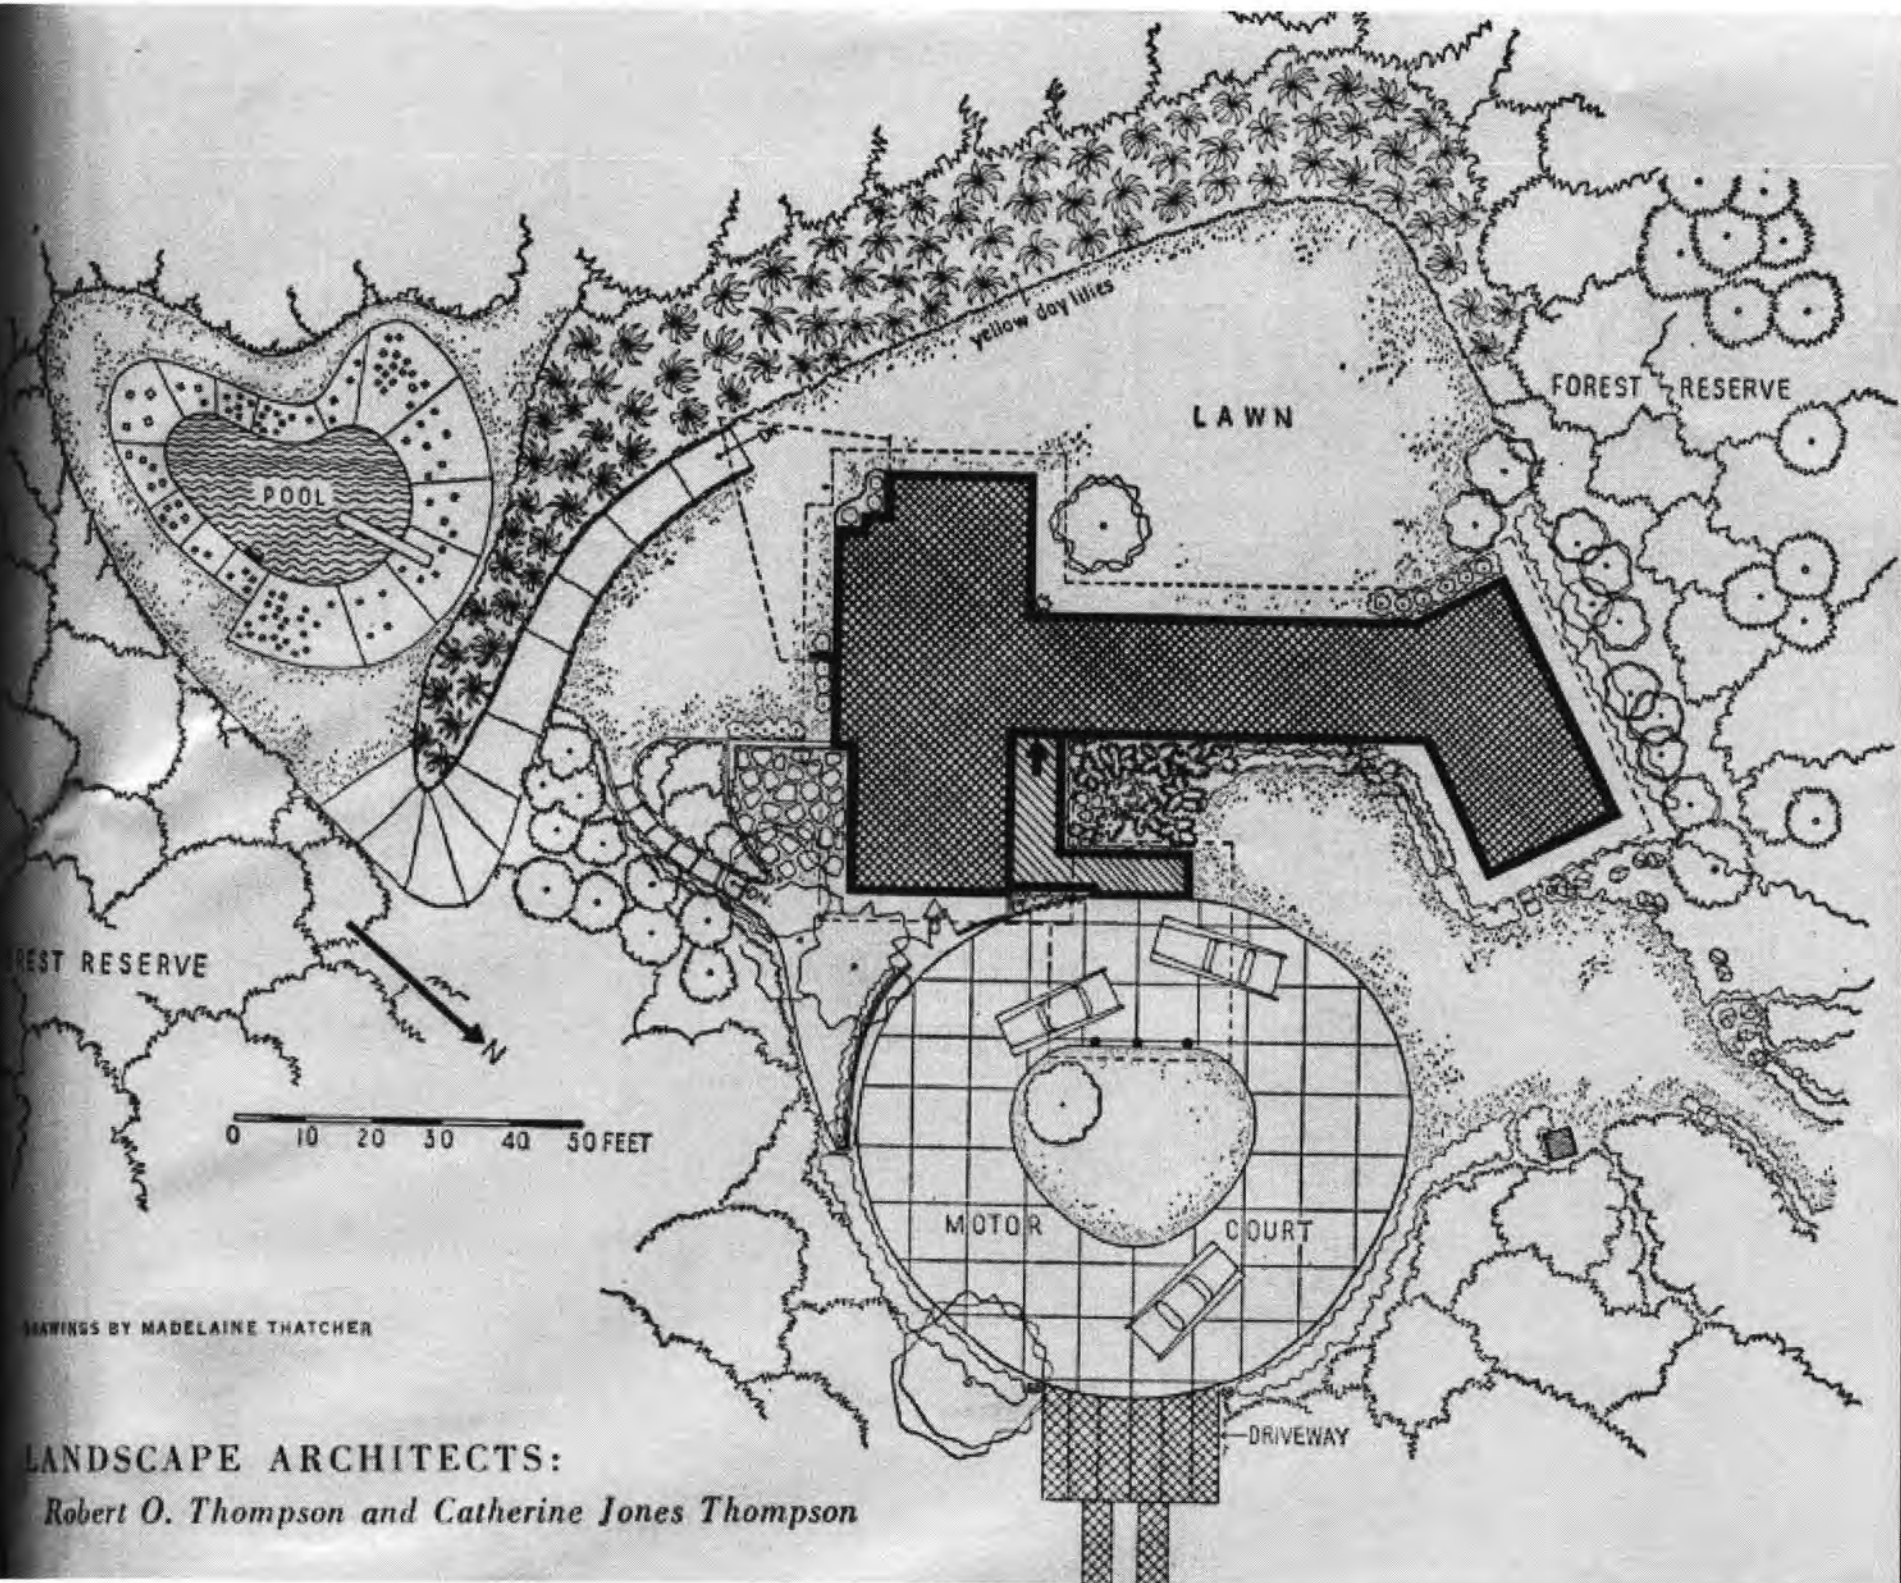 yellow day lilies
FOREST RESERVE
LAWN
POOL
REST RESERVE
N
0 10 20 30 40 50 FEET
MOTOR COURT
DRAWINGS BY MADELAINE THATCHER
DRIVEWAY
LANDSCAPE ARCHITECTS:
Robert O. Thompson and Catherine Jones Thompson